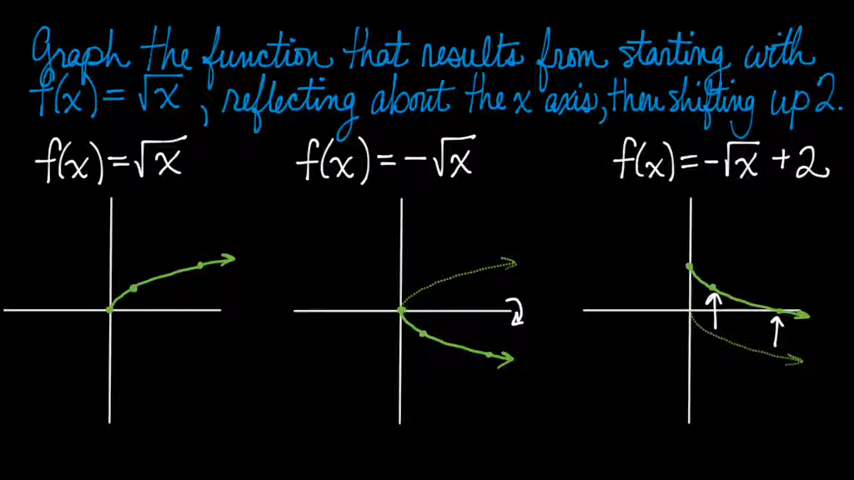 Graph the function that results from starting with
f(x) = √x , reflecting about the x axis, then shifting up 2.
f(x) = √x f(x) = -√x f(x) = -√x + 2